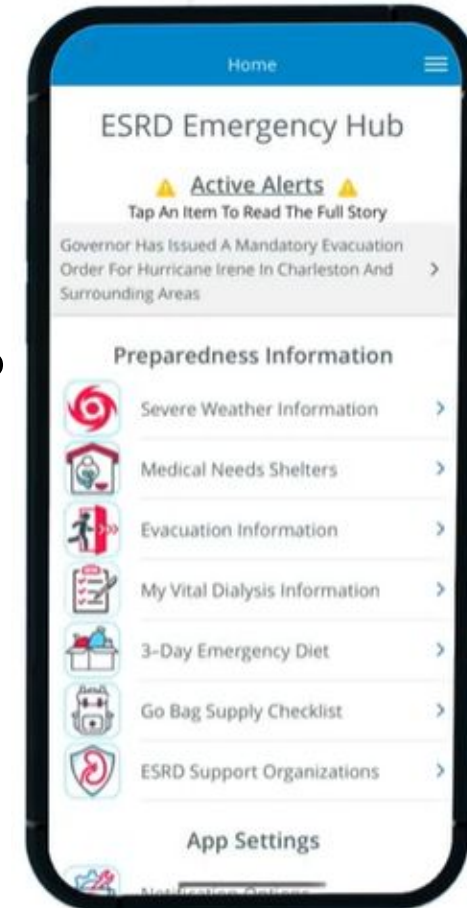 Home
ESRD Emergency Hub
Active Alerts
Tap An Item To Read The Full Story
Governor Has Issued A Mandatory Evacuation
Order For Hurricane Irene In Charleston And
Surrounding Areas
Preparedness Information
Severe Weather Information
Medical Needs Shelters
Evacuation Information
My Vital Dialysis Information
3-Day Emergency Diet
Go Bag Supply Checklist
ESRD Support Organizations
App Settings
Notification Options